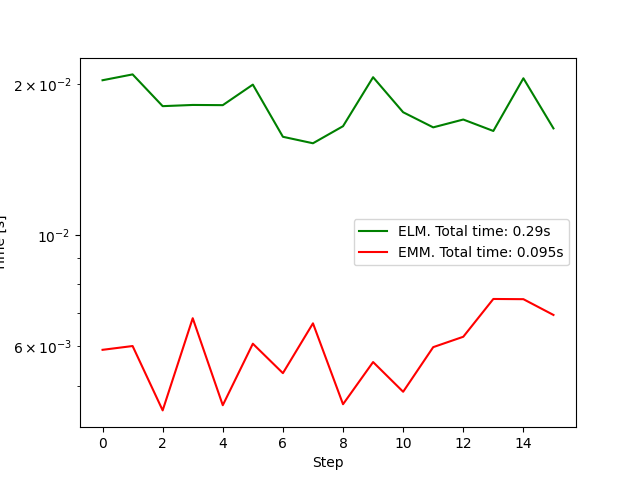 2 × 10⁻²
10⁻²
6 × 10⁻³
Time [s]
ELM. Total time: 0.29s
EMM. Total time: 0.095s
0 2 4 6 8 10 12 14
Step